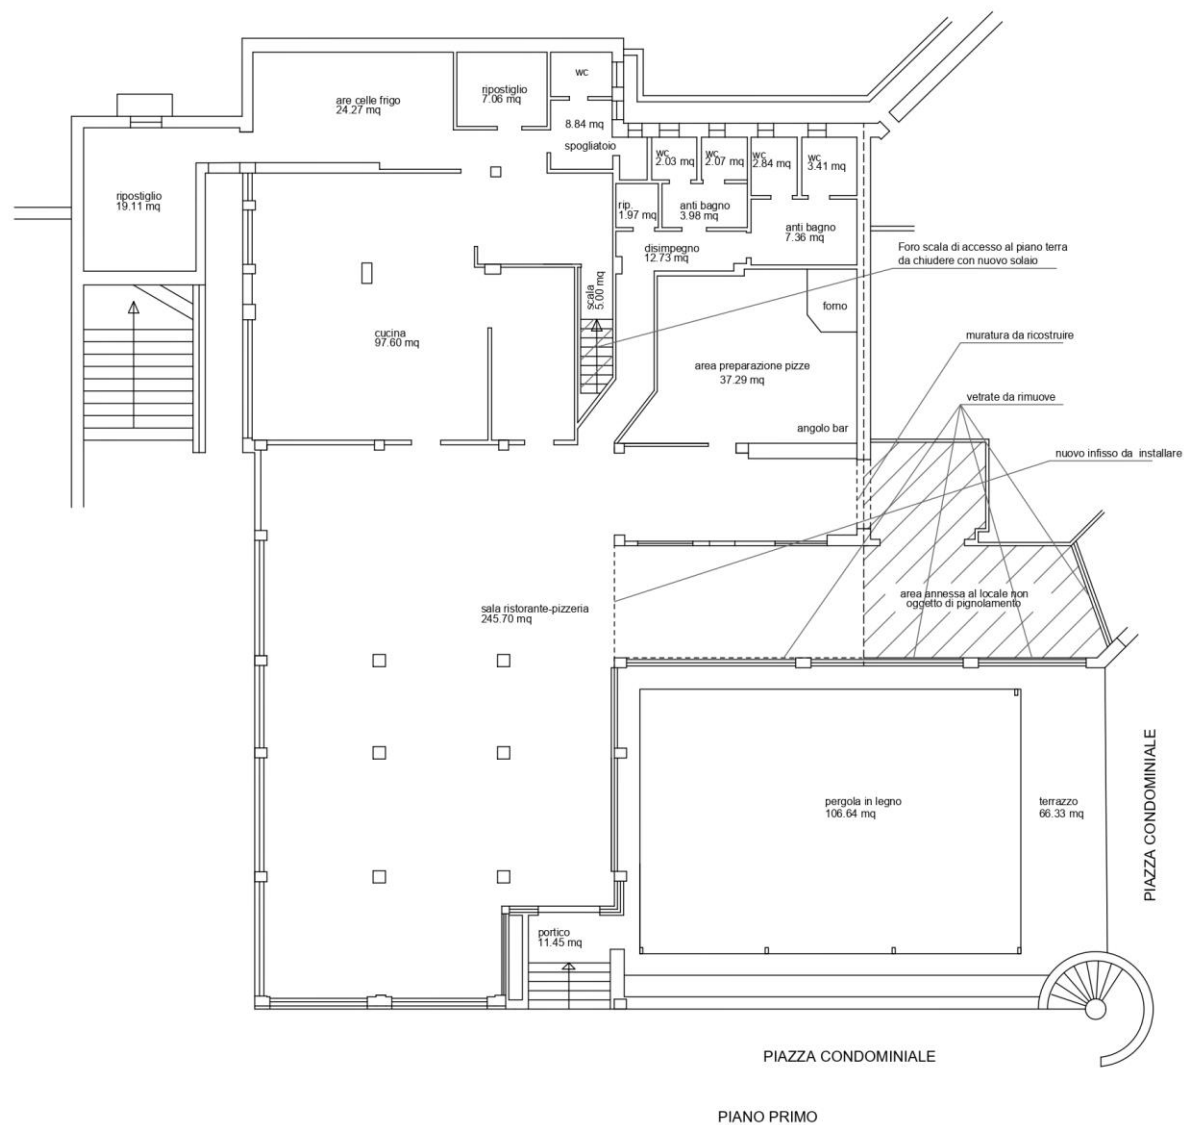 wc
are celle frigo
24.27 mq
ripostiglio
7.06 mq
8.84 mq
spogliatoio
wc
2.03 mq
wc
2.07 mq
wc
2.84 mq
wc
3.41 mq
ripostiglio
19.11 mq
rip.
1.97 mq
anti bagno
3.98 mq
anti bagno
7.36 mq
disimpegno
12.73 mq
Foro scala di accesso al piano terra
da chiudere con nuovo solaio
scala
5.00 mq
forno
cucina
97.60 mq
muratura da ricostruire
area preparazione pizze
37.29 mq
vetrate da rimuove
angolo bar
nuovo infisso da installare
area annessa al locale non
oggetto di pignolamento
sala ristorante-pizzeria
245.70 mq
pergola in legno
106.64 mq
terrazzo
66.33 mq
PIAZZA CONDOMINIALE
portico
11.45 mq
PIAZZA CONDOMINIALE
PIANO PRIMO